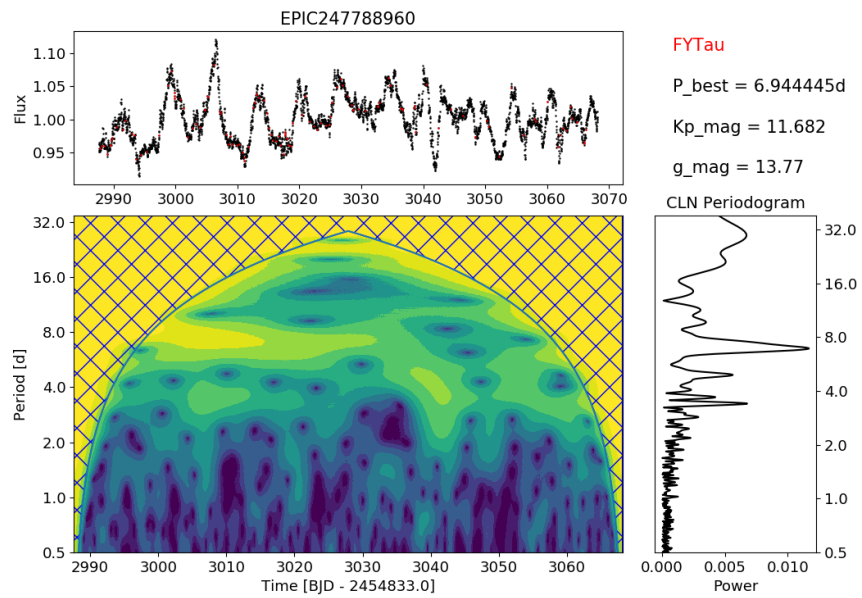 EPIC247788960
FYTau
P_best = 6.944445d
Kp_mag = 11.682
g_mag = 13.77
Flux
1.10
1.05
1.00
0.95
2990 3000 3010 3020 3030 3040 3050 3060 3070
CLN Periodogram
Period [d]
32.0
16.0
8.0
4.0
2.0
1.0
0.5
2990 3000 3010 3020 3030 3040 3050 3060
Time [BJD - 2454833.0]
32.0
16.0
8.0
4.0
2.0
1.0
0.5
0.000 0.005 0.010
Power